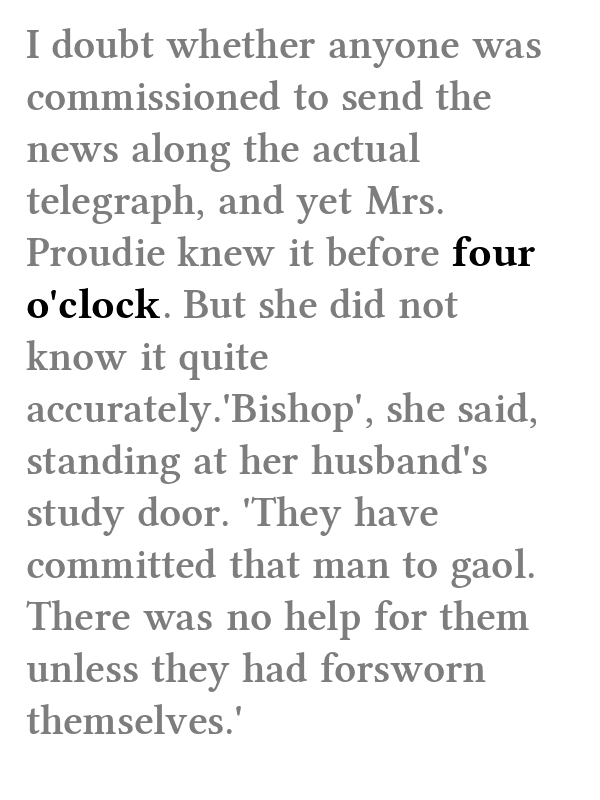 I doubt whether anyone was
commissioned to send the
news along the actual
telegraph, and yet Mrs.
Proudie knew it before four
o'clock. But she did not
know it quite
accurately.'Bishop', she said,
standing at her husband's
study door. 'They have
committed that man to gaol.
There was no help for them
unless they had forsworn
themselves.'